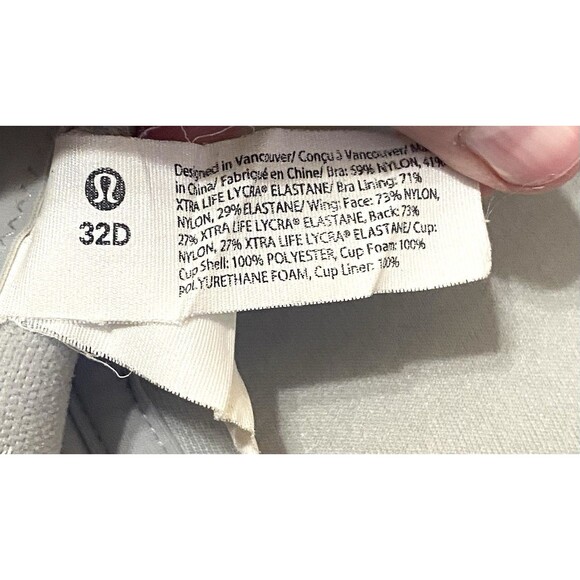 32D
Designed in Vancouver/ Conçu à Vancouver/
in China/ Fabriqué en Chine/ Bra: 59% NYLON, 41%
XTRA LIFE LYCRA® ELASTANE/ Bra Lining: 71%
NYLON, 29% ELASTANE/ Wing: Face: 73% NYLON,
27% XTRA LIFE LYCRA® ELASTANE, Back: 73%
NYLON, 27% XTRA LIFE LYCRA® ELASTANE/ Cup:
Cup Shell: 100% POLYESTER, Cup Foam: 100%
POLYURETHANE FOAM, Cup Liner: 100%